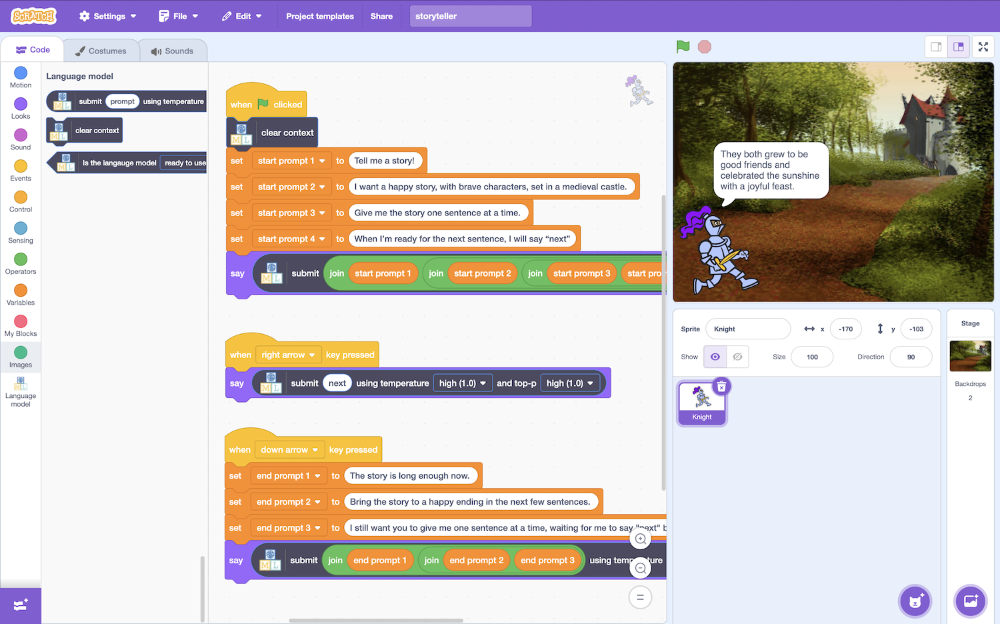 SCRATCH
Settings
File
Edit
Project templates
Share
storyteller
Code
Costumes
Sounds
Motion
Looks
Sound
Events
Control
Sensing
Operators
Variables
My Blocks
Images
Language
model
Language model
ML submit prompt using temperature
ML clear context
ML Is the langauge model ready to use
when clicked
ML clear context
set start prompt 1 to Tell me a story!
set start prompt 2 to I want a happy story, with brave characters, set in a medieval castle.
set start prompt 3 to Give me the story one sentence at a time.
set start prompt 4 to When I’m ready for the next sentence, I will say “next”
say ML submit join start prompt 1 join start prompt 2 join start prompt 3 start pro
when right arrow key pressed
say ML submit next using temperature high (1.0) and top-p high (1.0)
when down arrow key pressed
set end prompt 1 to The story is long enough now.
set end prompt 2 to Bring the story to a happy ending in the next few sentences.
set end prompt 3 to I still want you to give me one sentence at a time, waiting for me to say "next" b
say ML submit join end prompt 1 join end prompt 2 end prompt 3 using temperature
They both grew to be
good friends and
celebrated the sunshine
with a joyful feast.
Sprite Knight x -170 y -103
Show Size 100 Direction 90
Knight
Stage
Backdrops
2